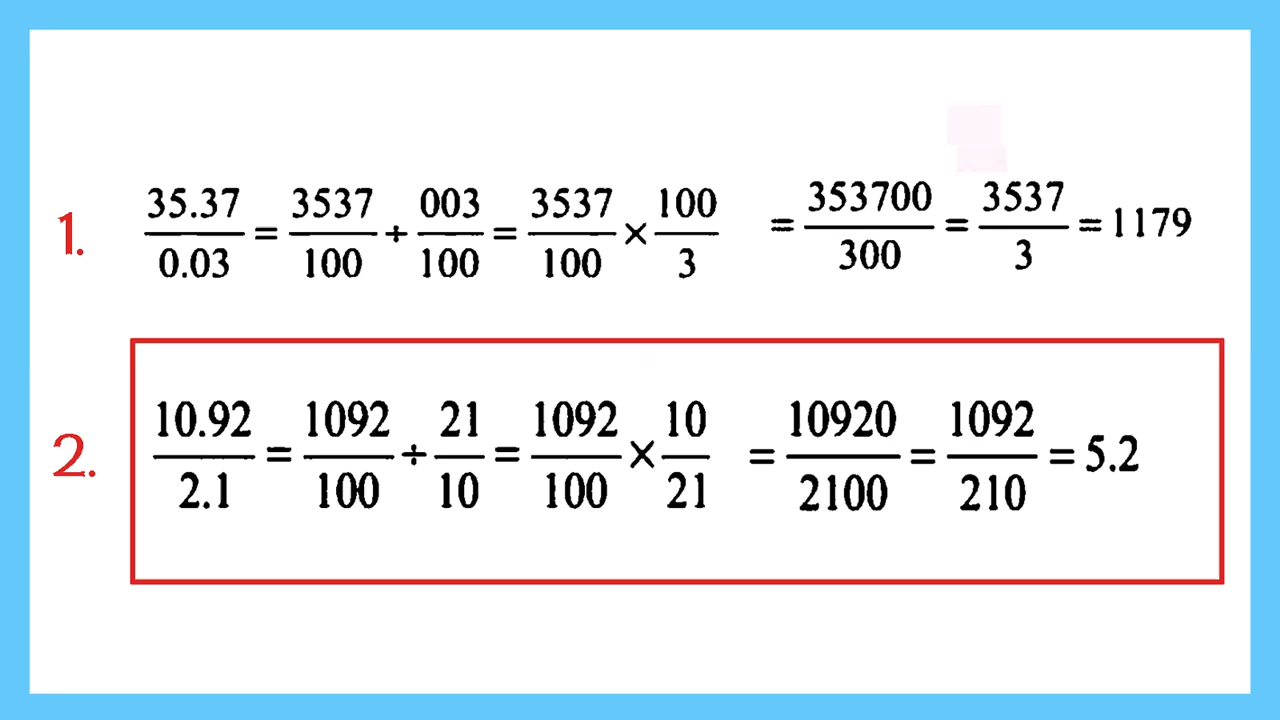 1. 35.37/0.03 = 3537/100 ÷ 003/100 = 3537/100 × 100/3 = 353700/300 = 3537/3 = 1179
2. 10.92/2.1 = 1092/100 ÷ 21/10 = 1092/100 × 10/21 = 10920/2100 = 1092/210 = 5.2